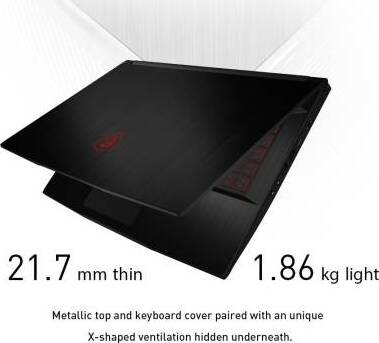 21.7 mm thin
1.86 kg light
Metallic top and keyboard cover paired with an unique
X-shaped ventilation hidden underneath.